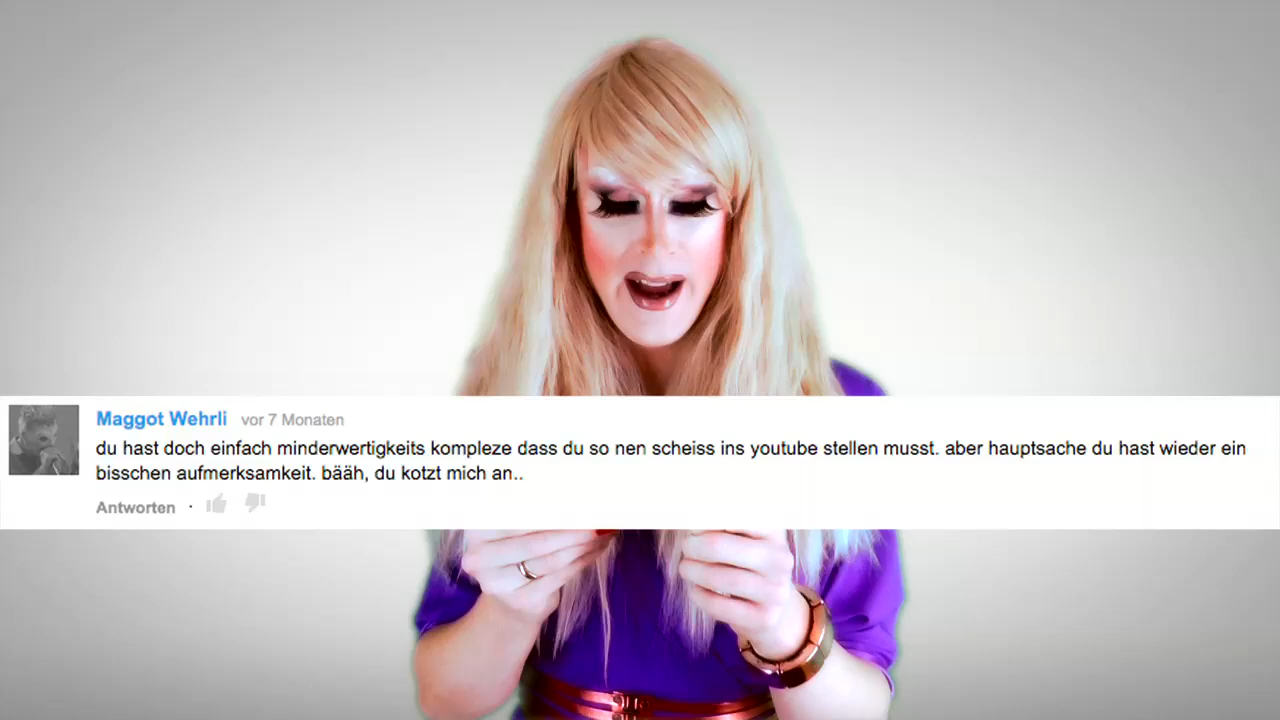 Maggot Wehrli vor 7 Monaten
du hast doch einfach minderwertigkeits kompleze dass du so nen scheiss ins youtube stellen musst. aber hauptsache du hast wieder ein
bisschen aufmerksamkeit. bääh, du kotzt mich an..
Antworten ·